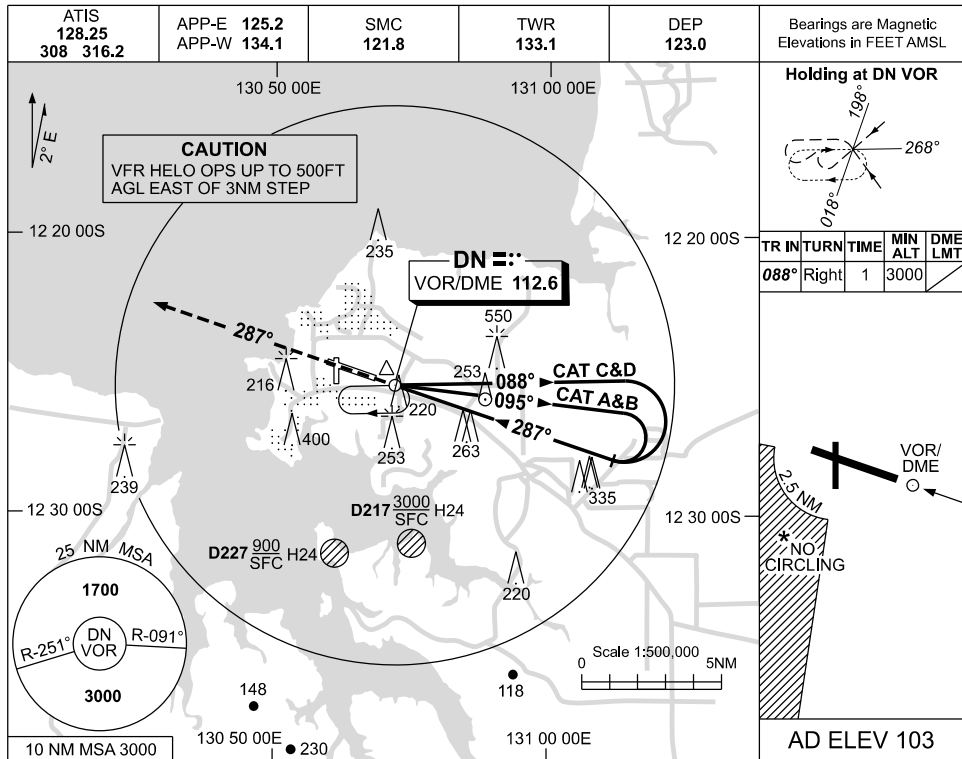 ATIS
128.25
308 316.2
APP-E 125.2
APP-W 134.1
SMC
121.8
TWR
133.1
DEP
123.0
Bearings are Magnetic
Elevations in FEET AMSL
130 50 00E
131 00 00E
2° E
CAUTION
VFR HELO OPS UP TO 500FT
AGL EAST OF 3NM STEP
12 20 00S
12 20 00S
235
DN
VOR/DME 112.6
550
287°
216
253
088°
CAT C&D
095°
CAT A&B
287°
220
400
253
263
239
335
12 30 00S
12 30 00S
D217 3000
SFC H24
D227 900
SFC H24
220
25 NM MSA
1700
R-251°
DN
VOR
R-091°
3000
10 NM MSA 3000
148
230
118
130 50 00E
131 00 00E
Scale 1:500,000
0 5NM
Holding at DN VOR
198°
268°
018°
TR IN TURN TIME MIN ALT DME LMT
088° Right 1 3000
VOR/
DME
2.5 NM
* NO
CIRCLING
AD ELEV 103